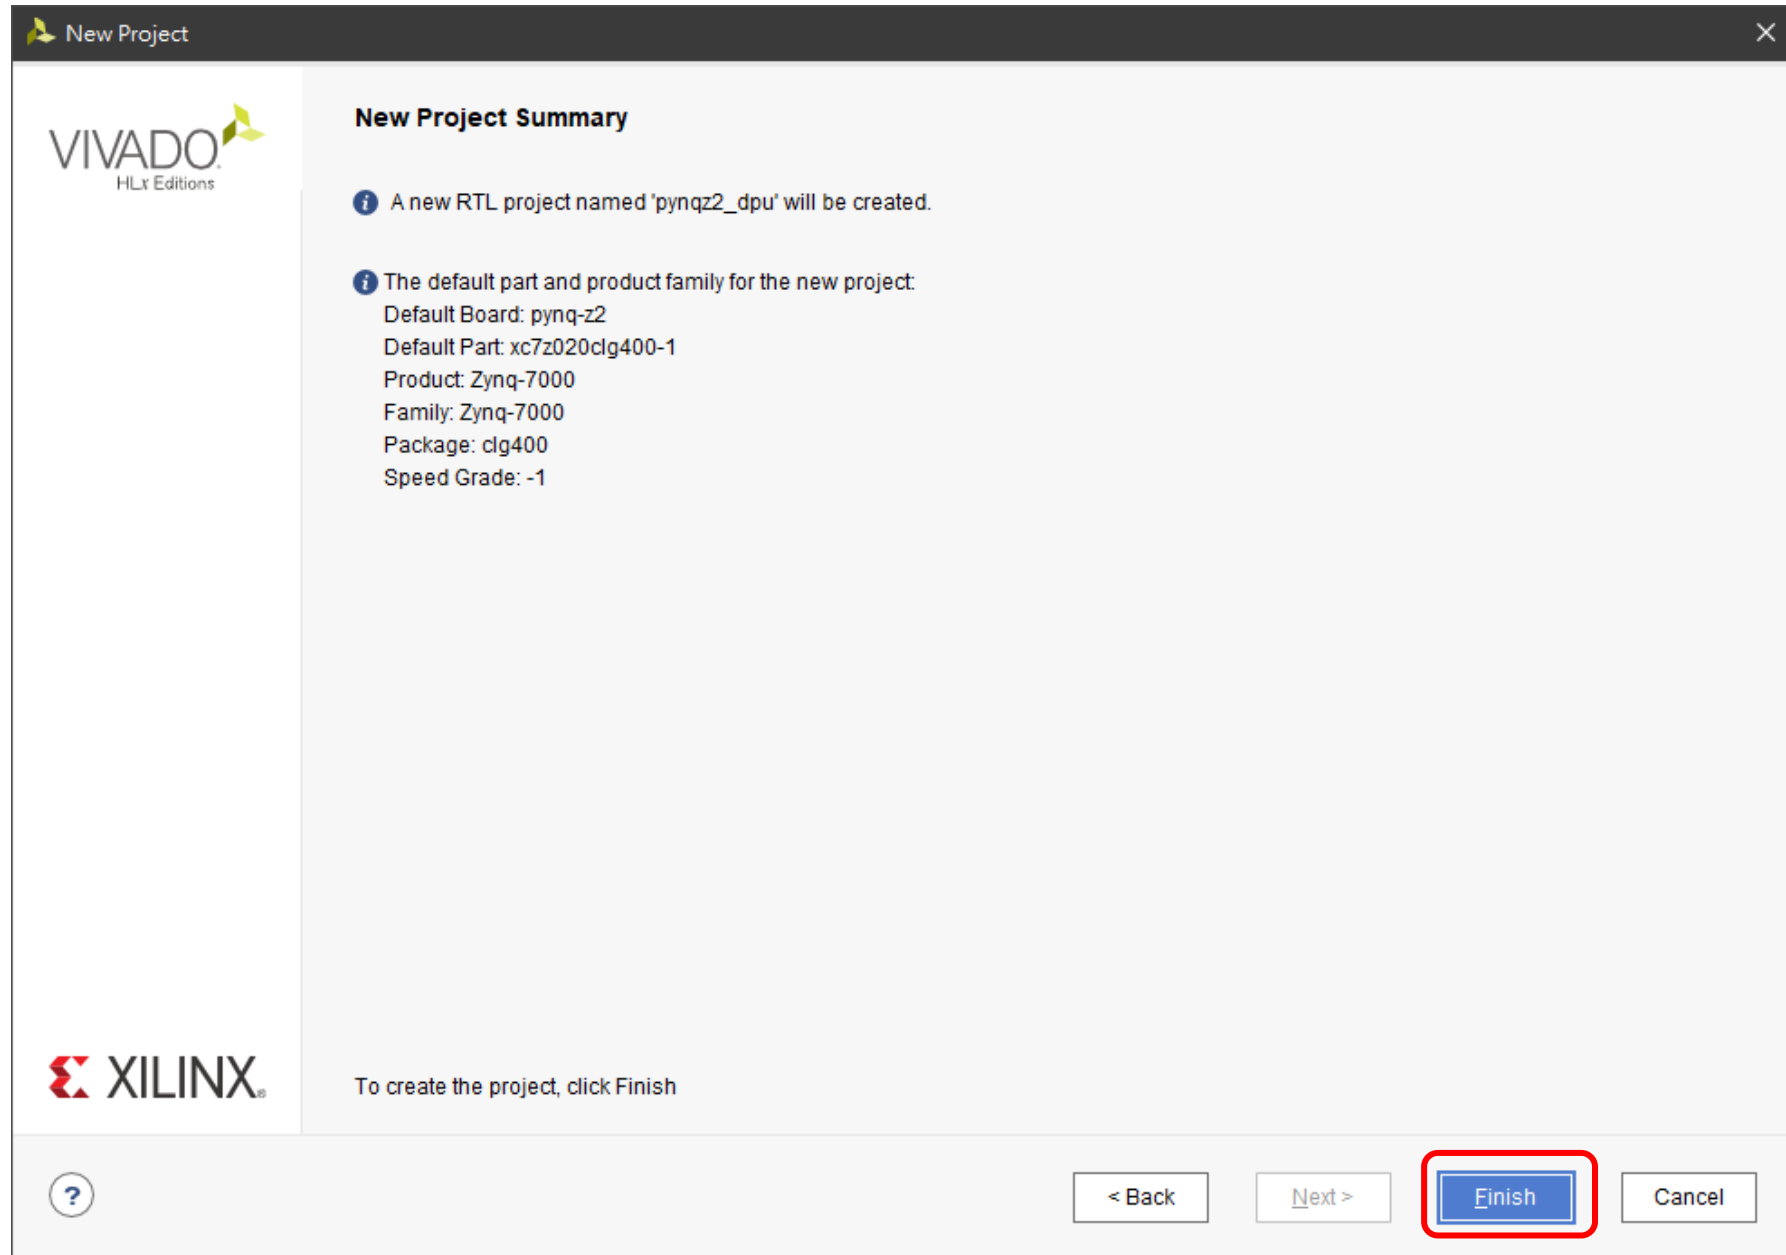 New Project
VIVADO.
HLx Editions
New Project Summary
A new RTL project named 'pynqz2_dpu' will be created.
The default part and product family for the new project:
Default Board: pynq-z2
Default Part: xc7z020clg400-1
Product: Zynq-7000
Family: Zynq-7000
Package: clg400
Speed Grade: -1
XILINX
To create the project, click Finish
?
< Back
Next >
Finish
Cancel